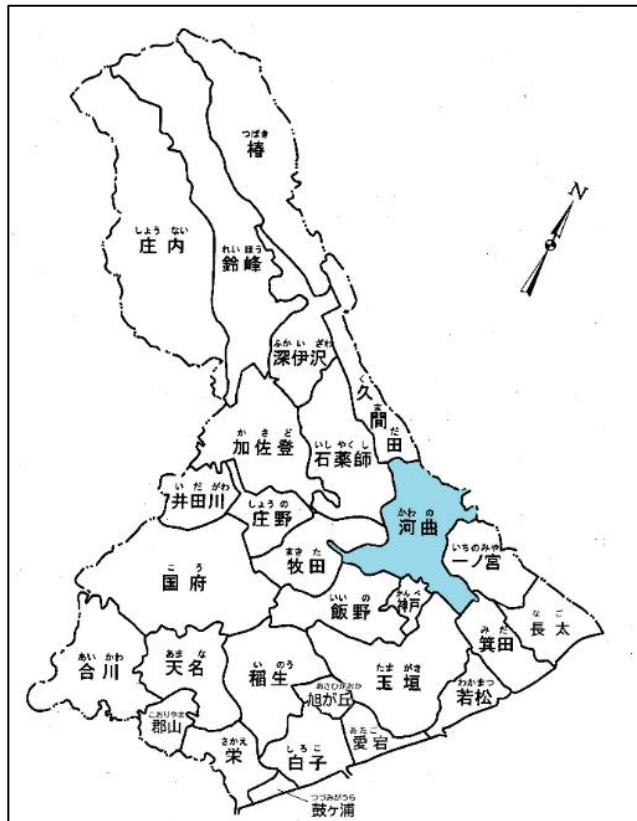 N
つばき
椿
しょう ない
庄 内
れい ほう
鈴峰
ふか い ざわ
深伊沢
く ま だ
久間田
か さ ど
加佐登
いし やく し
石薬師
い だ がわ
井田川
しょう の
庄野
かわ の
河曲
いちのみや
一ノ宮
まき た
牧田
こう
国府
いい の
飯野
かん べ
神戸
み だ
箕田
な ご
長太
あい かわ
合川
あま な
天名
い のう
稲生
たま がき
玉垣
わかまつ
若松
あさひがおか
旭が丘
こおりやま
郡山
さかえ
栄
しろ こ
白子
あたご
愛宕
つづみがうら
鼓ヶ浦